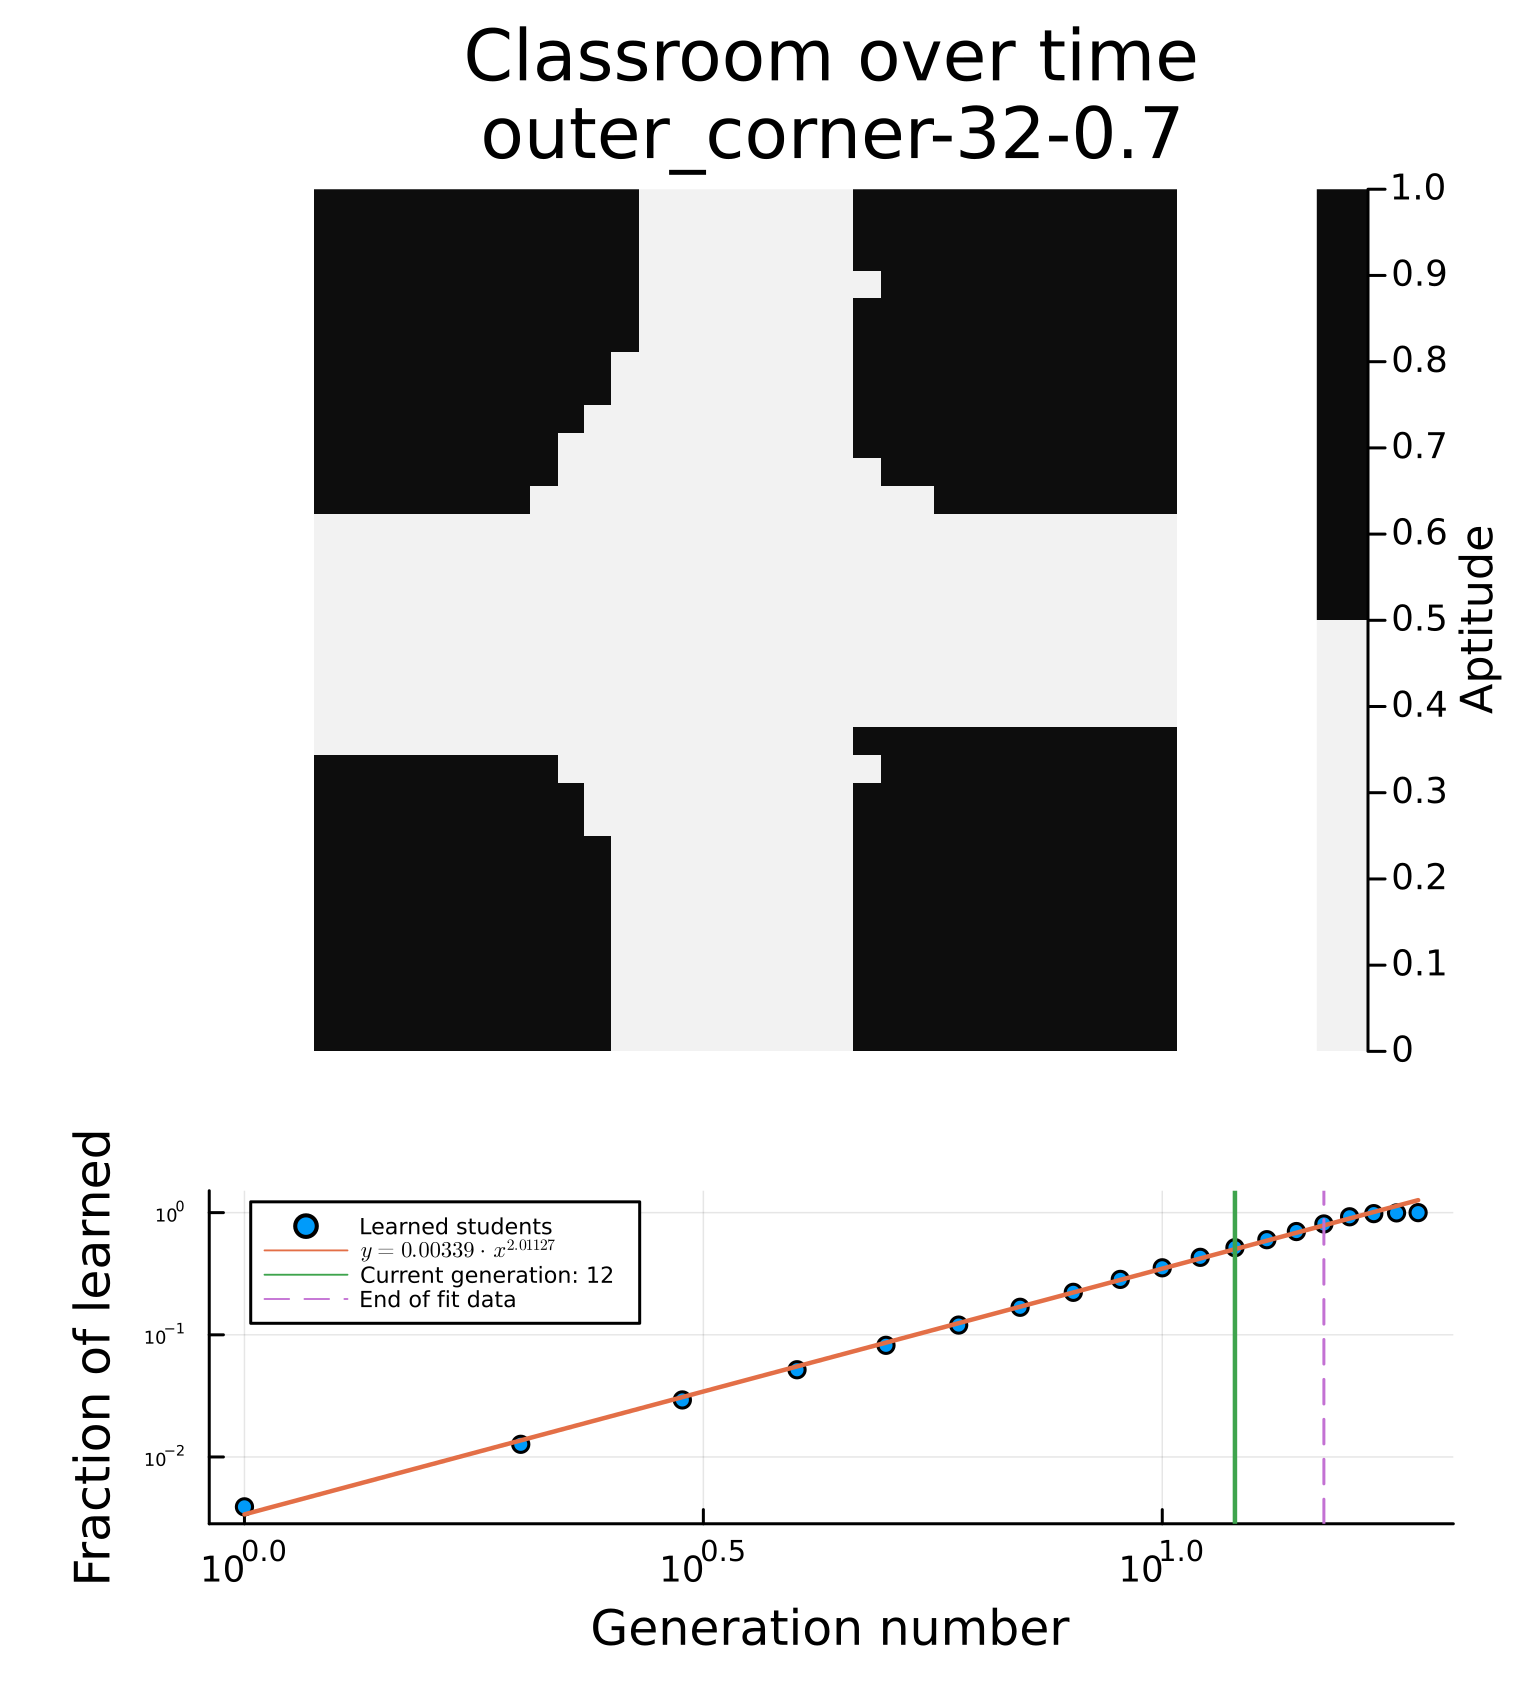 Classroom over time
outer_corner-32-0.7
1.0
0.9
0.8
0.7
0.6
0.5
0.4
0.3
0.2
0.1
0
Aptitude
Fraction of learned
10⁰
10⁻¹
10⁻²
Learned students
y = 0.00339 · x^2.01127
Current generation: 12
End of fit data
10^0.0
10^0.5
10^1.0
Generation number